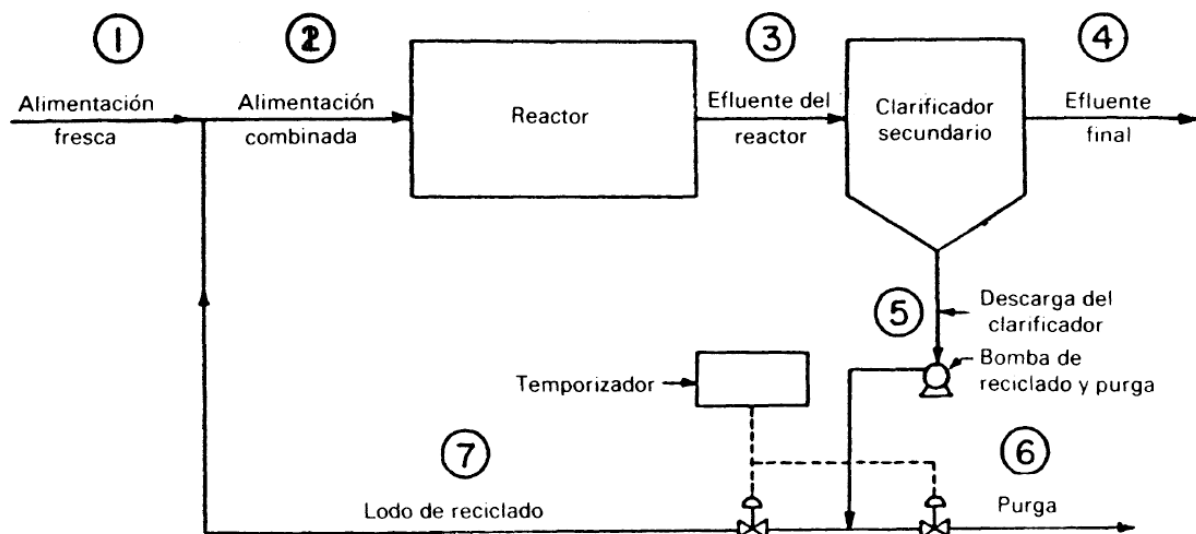 ①
②
③
④
Alimentación
fresca
Alimentación
combinada
Reactor
Efluente del
reactor
Clarificador
secundario
Efluente
final
⑤
Descarga del
clarificador
Bomba de
reciclado y purga
Temporizador
⑦
⑥
Lodo de reciclado
Purga